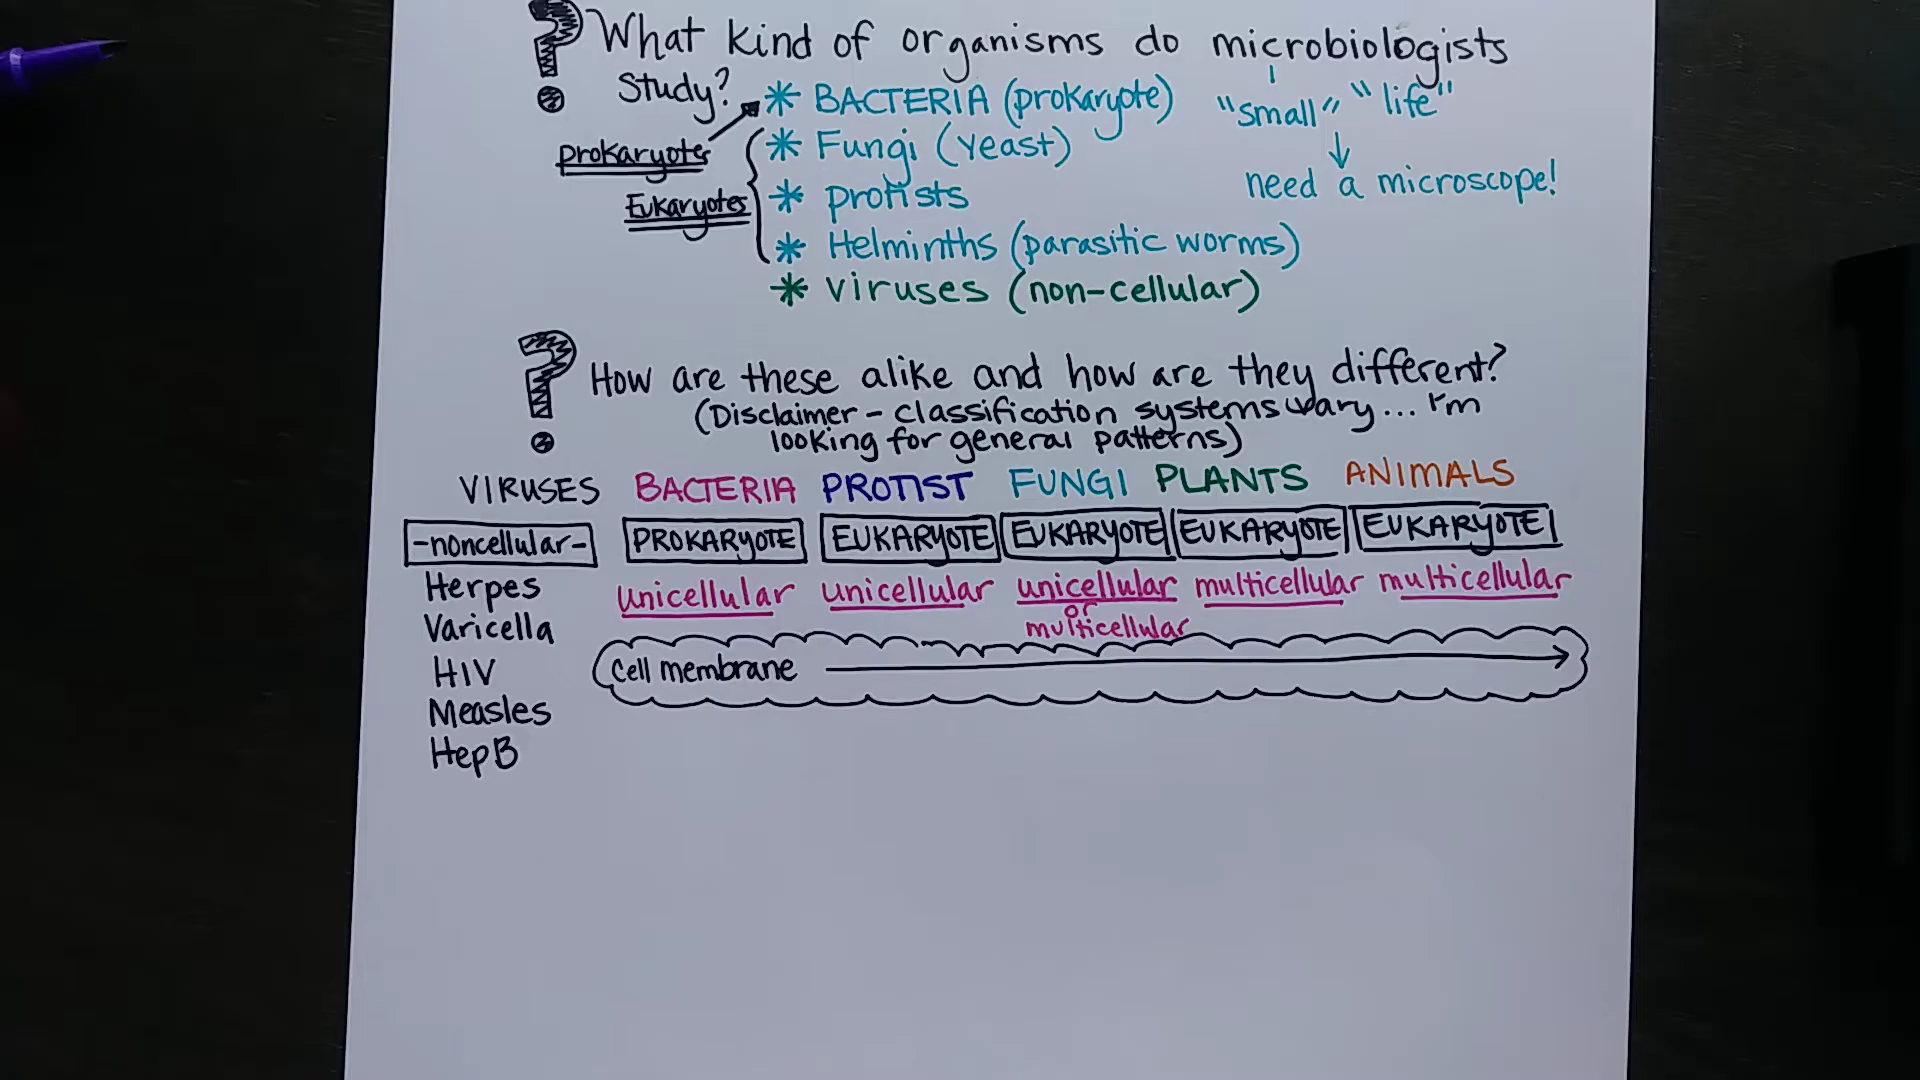 ? What kind of organisms do microbiologists
Study? * BACTERIA (prokaryote) "small" "life"
prokaryotes * Fungi (yeast)
need a microscope!
Eukaryotes * protists
* Helminths (parasitic worms)
* Viruses (non-cellular)
? How are these alike and how are they different?
(Disclaimer - classification systems vary... I'm
looking for general patterns)
VIRUSES BACTERIA PROTIST FUNGI PLANTS ANIMALS
-noncellular- PROKARYOTE EUKARYOTE EUKARYOTE EUKARYOTE EUKARYOTE
Herpes unicellular unicellular unicellular multicellular multicellular
or
Varicella multicellular
HIV Cell membrane
Measles
Hep B